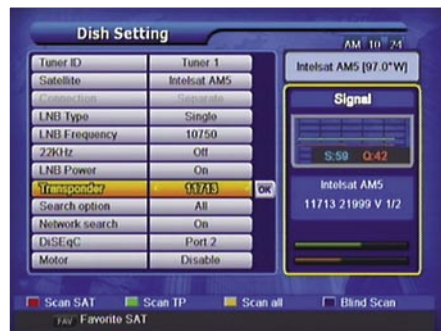 Dish Setting
AM 10 24
Tuner ID Tuner 1
Satellite Intelsat AM5
Connection Separate
LNB Type Single
LNB Frequency 10750
22KHz Off
LNB Power On
Transponder 11713 OK
Search option All
Network search On
DiSEqC Port 2
Motor Disable
Intelsat AM5 [97.0°W]
Signal
S:59 Q:42
Intelsat AM5
11713 21999 V 1/2
Scan SAT Scan TP Scan all Blind Scan
FAV Favorite SAT